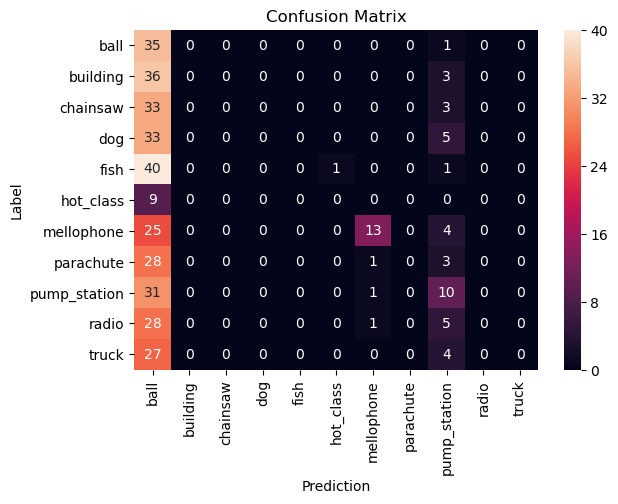 Confusion Matrix
ball 35 0 0 0 0 0 0 0 1 0 0
building 36 0 0 0 0 0 0 0 3 0 0
chainsaw 33 0 0 0 0 0 0 0 3 0 0
dog 33 0 0 0 0 0 0 0 5 0 0
fish 40 0 0 0 0 1 0 0 1 0 0
hot_class 9 0 0 0 0 0 0 0 0 0 0
mellophone 25 0 0 0 0 0 13 0 4 0 0
parachute 28 0 0 0 0 0 1 0 3 0 0
pump_station 31 0 0 0 0 0 1 0 10 0 0
radio 28 0 0 0 0 0 1 0 5 0 0
truck 27 0 0 0 0 0 0 0 4 0 0
Label
ball building chainsaw dog fish hot_class mellophone parachute pump_station radio truck
Prediction
40
32
24
16
8
0